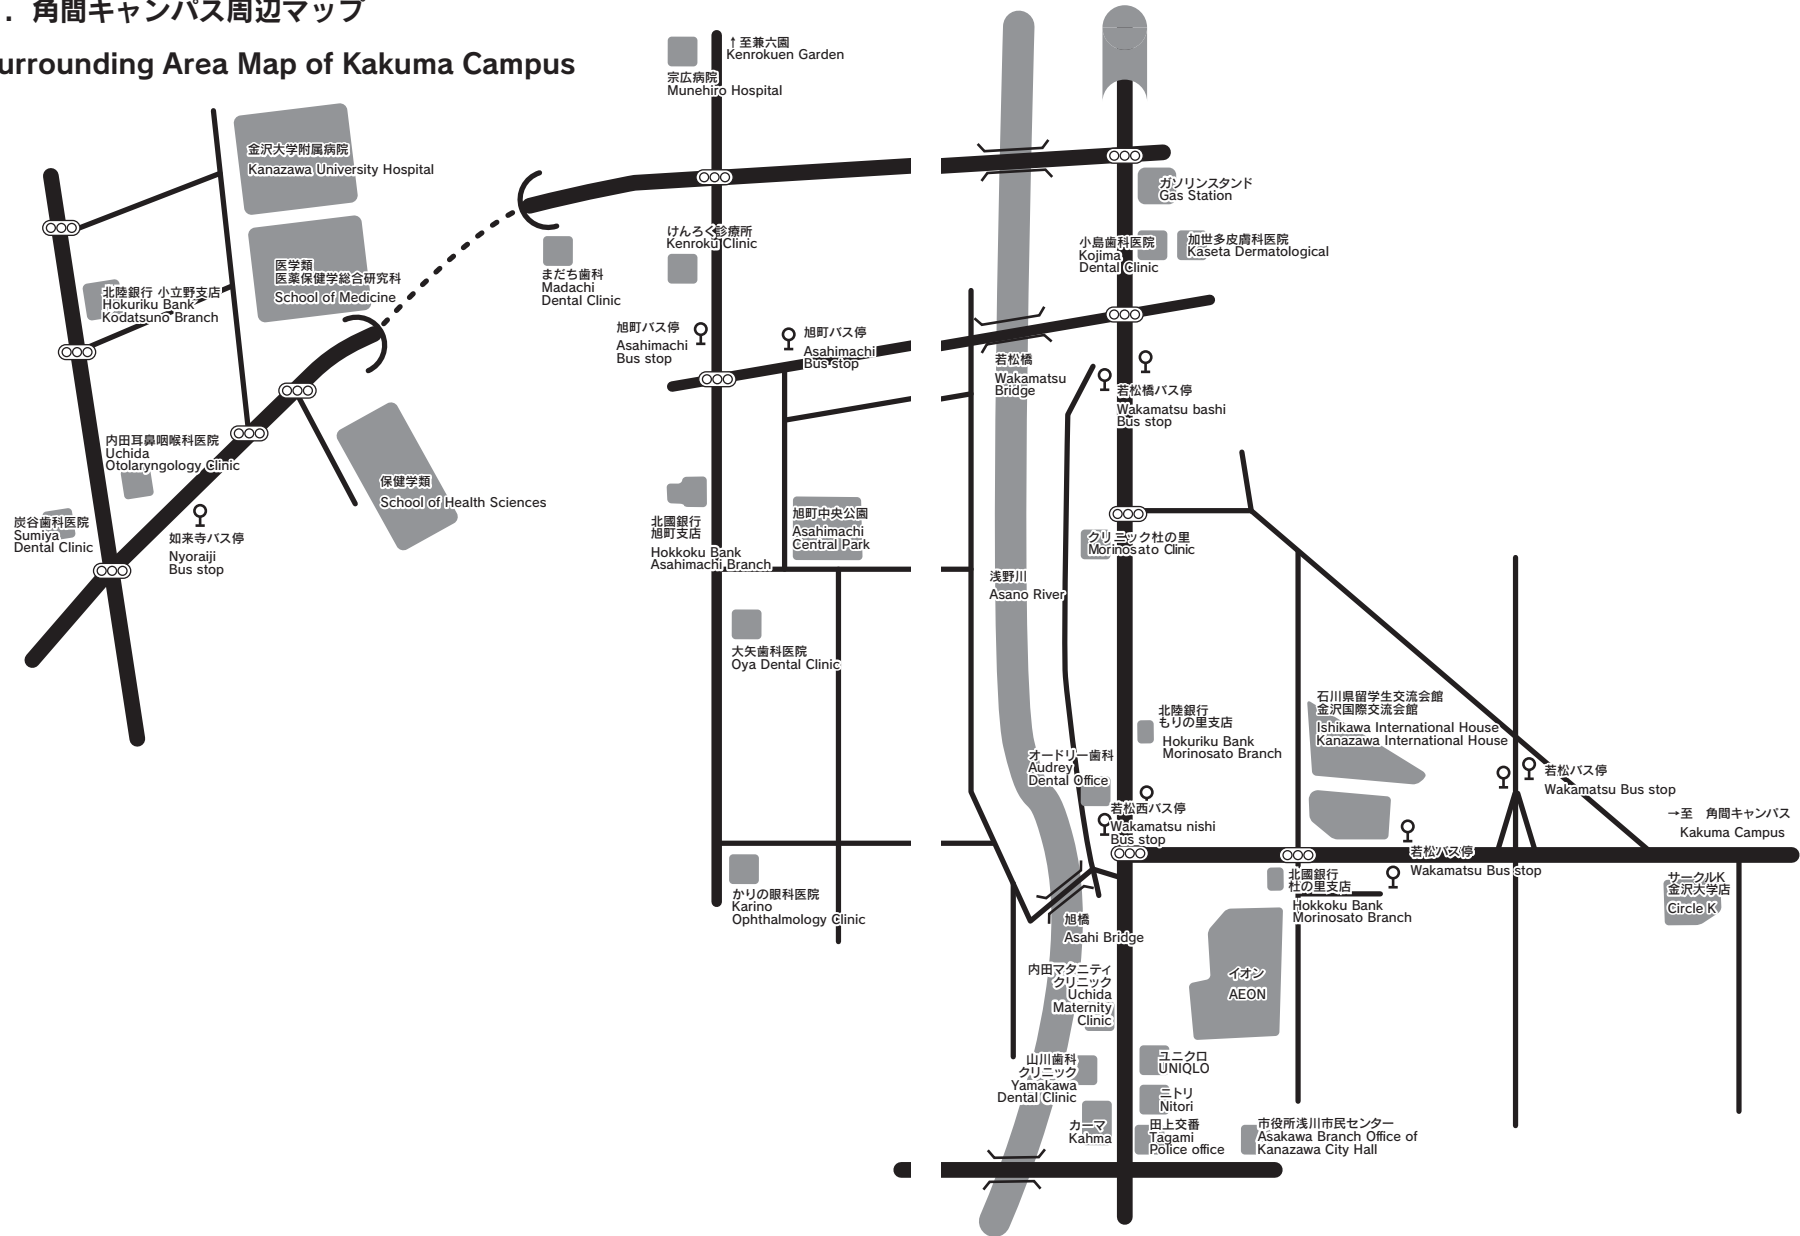 . 角間キャンパス周辺マップ
urrounding Area Map of Kakuma Campus
↑至兼六園
Kenrokuen Garden
宗広病院
Munehiro Hospital
金沢大学附属病院
Kanazawa University Hospital
医学類
医薬保健学総合研究科
School of Medicine
北陸銀行 小立野支店
Hokuriku Bank
Kodatsuno Branch
まだち歯科
Madachi
Dental Clinic
けんろく診療所
Kenroku Clinic
ガソリンスタンド
Gas Station
小島歯科医院
Kojima
Dental Clinic
加世多皮膚科医院
Kaseta Dermatological
旭町バス停
Asahimachi
Bus stop
旭町バス停
Asahimachi
Bus stop
若松橋
Wakamatsu
Bridge
若松橋バス停
Wakamatsu bashi
Bus stop
内田耳鼻咽喉科医院
Uchida
Otolaryngology Clinic
保健学類
School of Health Sciences
炭谷歯科医院
Sumiya
Dental Clinic
如来寺バス停
Nyoraiji
Bus stop
北國銀行
旭町支店
Hokkoku Bank
Asahimachi Branch
旭町中央公園
Asahimachi
Central Park
クリニック杜の里
Morinosato Clinic
浅野川
Asano River
大矢歯科医院
Oya Dental Clinic
北陸銀行
もりの里支店
Hokuriku Bank
Morinosato Branch
石川県留学生交流会館
金沢国際交流会館
Ishikawa International House
Kanazawa International House
オードリー歯科
Audrey
Dental Office
若松西バス停
Wakamatsu nishi
Bus stop
若松バス停
Wakamatsu Bus stop
→至 角間キャンパス
Kakuma Campus
若松バス停
Wakamatsu Bus stop
北國銀行
杜の里支店
Hokkoku Bank
Morinosato Branch
サークルK
金沢大学店
Circle K
かりの眼科医院
Karino
Ophthalmology Clinic
旭橋
Asahi Bridge
内田マタニティ
クリニック
Uchida
Maternity
Clinic
イオン
AEON
山川歯科
クリニック
Yamakawa
Dental Clinic
ユニクロ
UNIQLO
ニトリ
Nitori
カーマ
Kahma
田上交番
Tagami
Police office
市役所浅川市民センター
Asakawa Branch Office of
Kanazawa City Hall